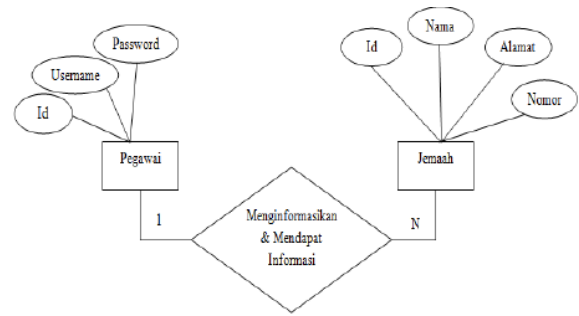 Password
Username
Id
Pegawai
Id
Nama
Alamat
Nomor
Jemaah
1
Menginformasikan
& Mendapat
Informasi
N